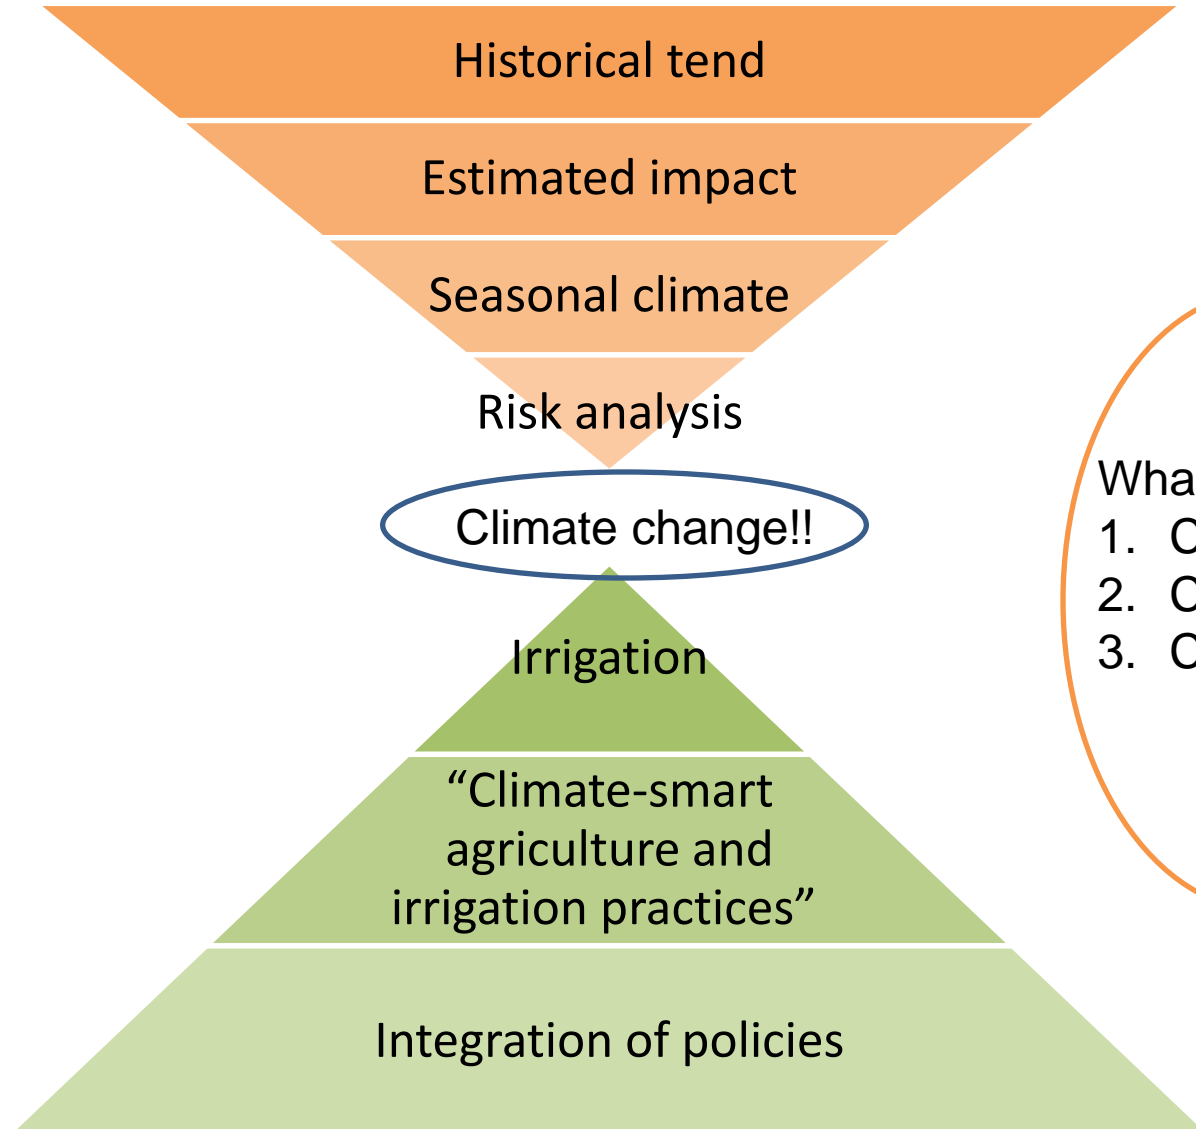 Historical tend
Estimated impact
Seasonal climate
Risk analysis
Climate change!!
Irrigation
“Climate-smart
agriculture and
irrigation practices”
Integration of policies
1.
2.
3.